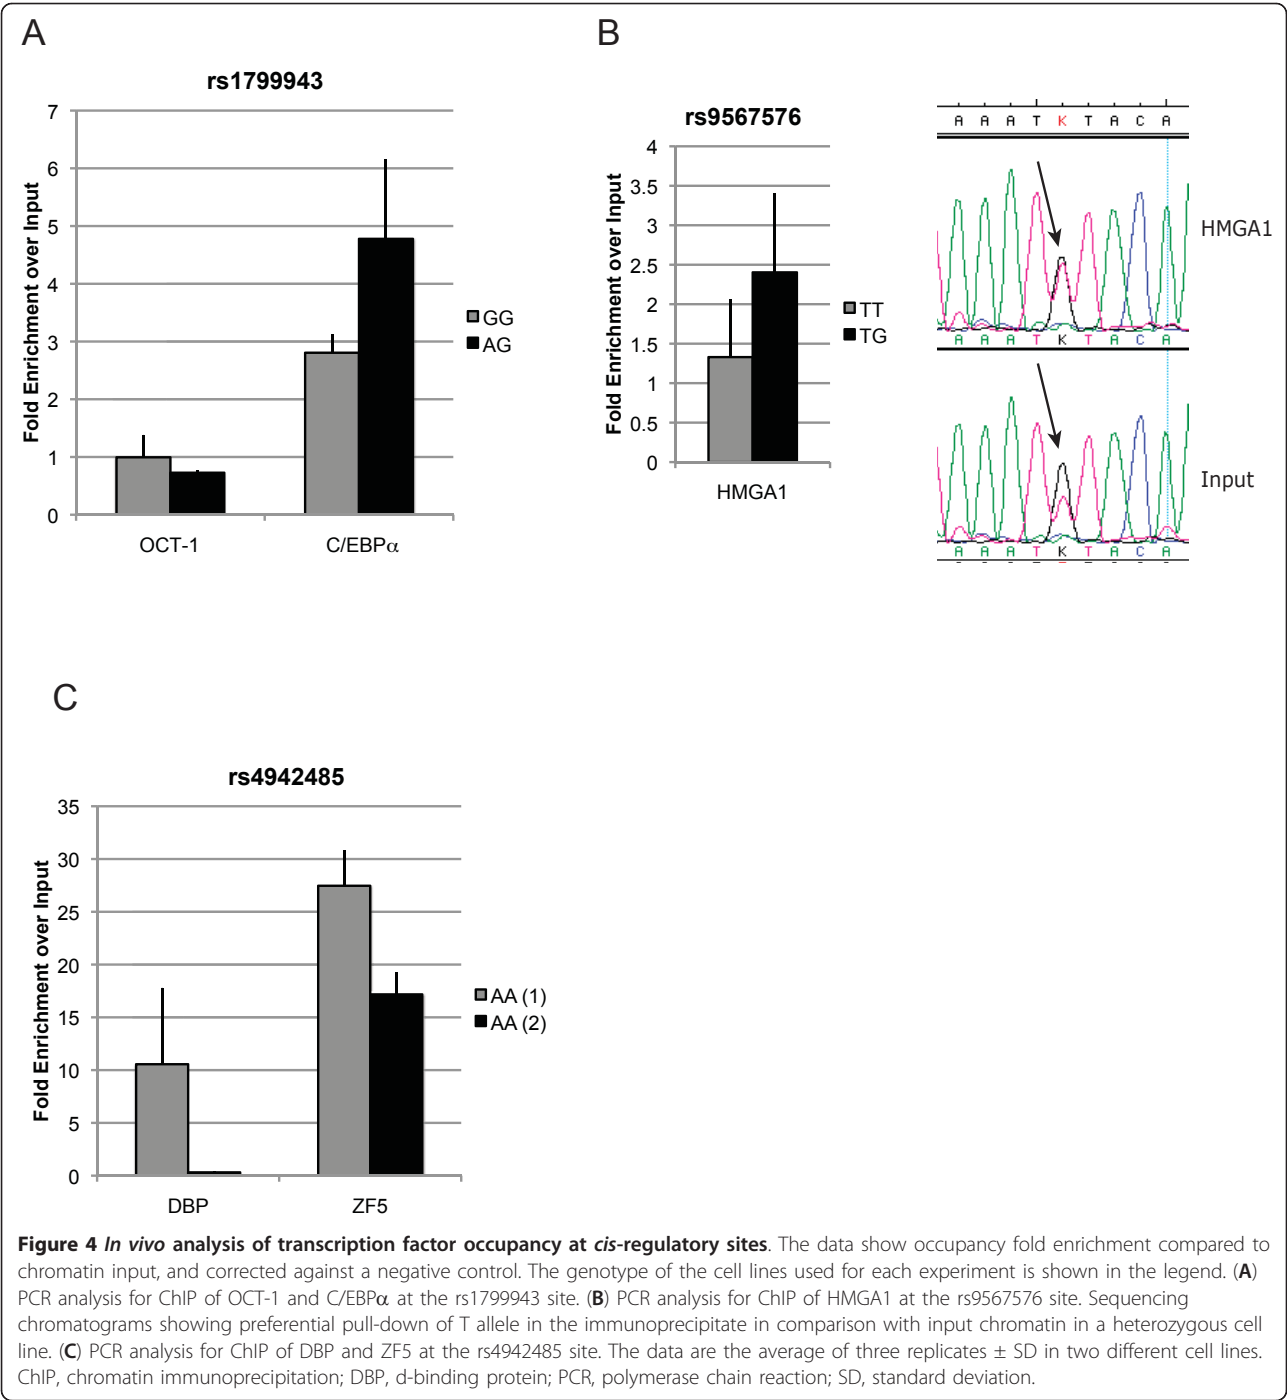 A
rs1799943
Fold Enrichment over Input
7
6
5
4
3
2
1
0
OCT-1
C/EBPα
GG
AG
B
rs9567576
Fold Enrichment over Input
4
3.5
3
2.5
2
1.5
1
0.5
0
HMGA1
TT
TG
A A A T K T A C A
HMGA1
A A A T K T A C A
Input
A A A T K T A C A
C
rs4942485
Fold Enrichment over Input
35
30
25
20
15
10
5
0
DBP
ZF5
AA (1)
AA (2)
Figure 4 In vivo analysis of transcription factor occupancy at cis-regulatory sites. The data show occupancy fold enrichment compared to
chromatin input, and corrected against a negative control. The genotype of the cell lines used for each experiment is shown in the legend. (A)
PCR analysis for ChIP of OCT-1 and C/EBPα at the rs1799943 site. (B) PCR analysis for ChIP of HMGA1 at the rs9567576 site. Sequencing
chromatograms showing preferential pull-down of T allele in the immunoprecipitate in comparison with input chromatin in a heterozygous cell
line. (C) PCR analysis for ChIP of DBP and ZF5 at the rs4942485 site. The data are the average of three replicates ± SD in two different cell lines.
ChIP, chromatin immunoprecipitation; DBP, d-binding protein; PCR, polymerase chain reaction; SD, standard deviation.